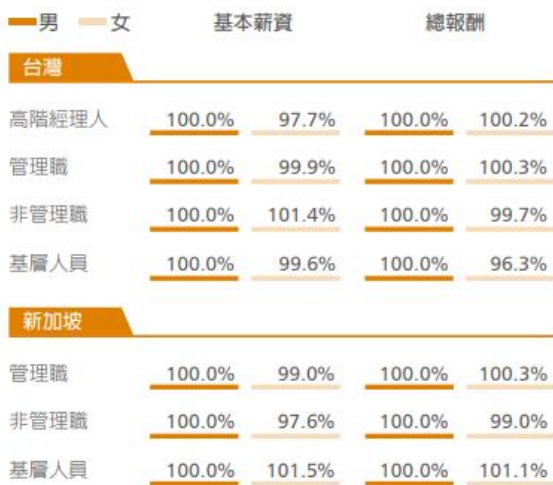 男 女 基本薪資 總報酬
台灣
高階經理人 100.0% 97.7% 100.0% 100.2%
管理職 100.0% 99.9% 100.0% 100.3%
非管理職 100.0% 101.4% 100.0% 99.7%
基層人員 100.0% 99.6% 100.0% 96.3%
新加坡
管理職 100.0% 99.0% 100.0% 100.3%
非管理職 100.0% 97.6% 100.0% 99.0%
基層人員 100.0% 101.5% 100.0% 101.1%